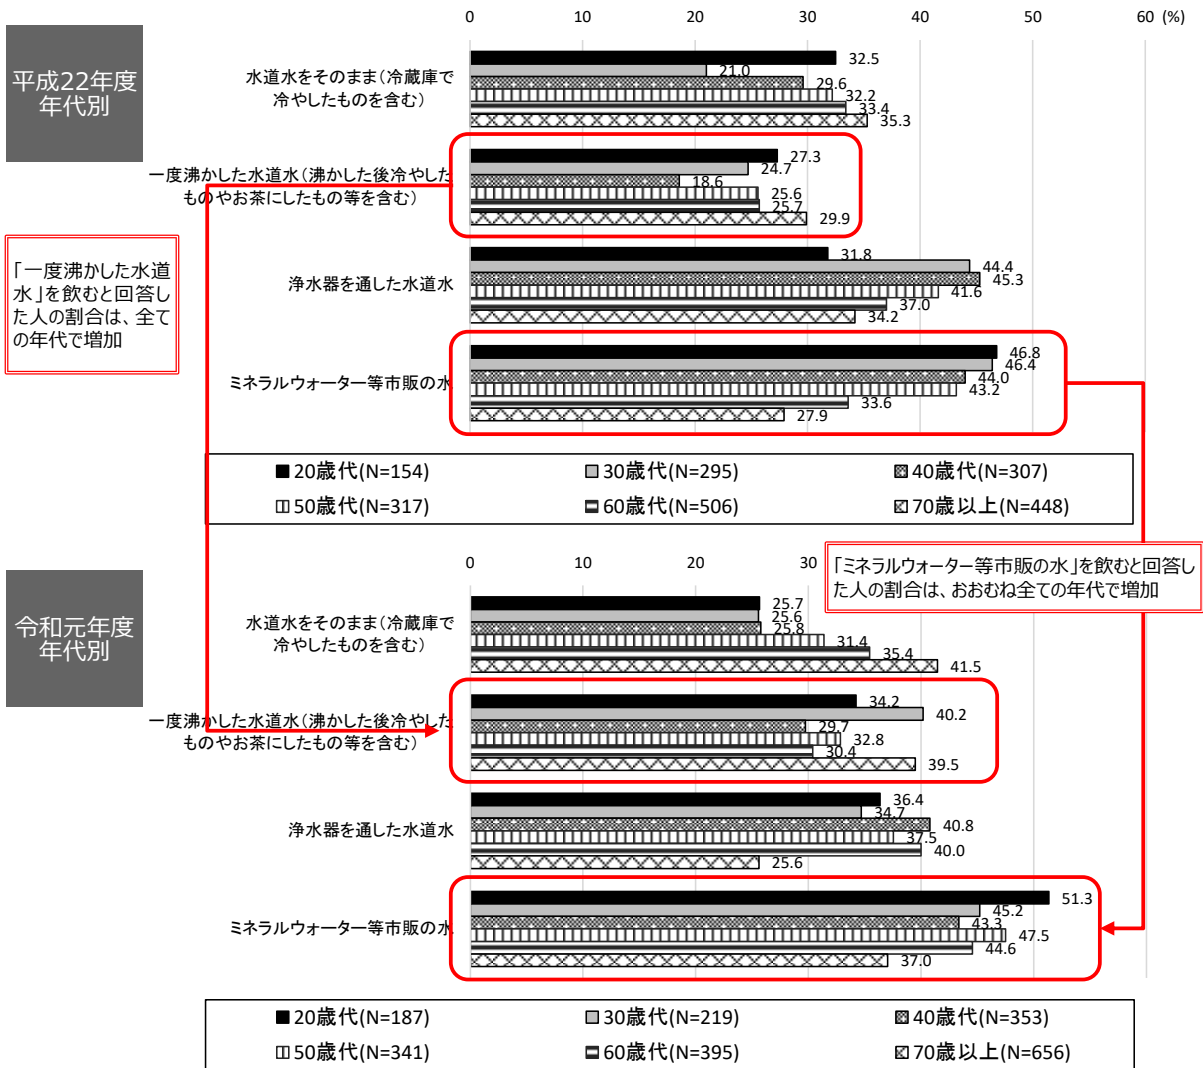 0
10
20
30
40
50
60 (%)
平成22年度
年代別
水道水をそのまま(冷蔵庫で
冷やしたものを含む)
32.5
21.0
29.6
32.2
33.4
35.3
一度沸かした水道水(沸かした後冷やした
ものやお茶にしたもの等を含む)
27.3
24.7
18.6
25.6
25.7
29.9
「一度沸かした水道
水」を飲むと回答し
た人の割合は、全て
の年代で増加
浄水器を通した水道水
31.8
44.4
45.3
41.6
37.0
34.2
ミネラルウォーター等市販の水
46.8
46.4
44.0
43.2
33.6
27.9
20歳代(N=154)
30歳代(N=295)
40歳代(N=307)
50歳代(N=317)
60歳代(N=506)
70歳以上(N=448)
0
10
20
30
「ミネラルウォーター等市販の水」を飲むと回答し
た人の割合は、おおむね全ての年代で増加
令和元年度
年代別
水道水をそのまま(冷蔵庫で
冷やしたものを含む)
25.7
25.6
25.8
31.4
35.4
41.5
一度沸かした水道水(沸かした後冷やした
ものやお茶にしたもの等を含む)
34.2
40.2
29.7
32.8
30.4
39.5
浄水器を通した水道水
36.4
34.7
40.8
37.5
40.0
25.6
ミネラルウォーター等市販の水
51.3
45.2
43.3
47.5
44.6
37.0
20歳代(N=187)
30歳代(N=219)
40歳代(N=353)
50歳代(N=341)
60歳代(N=395)
70歳以上(N=656)